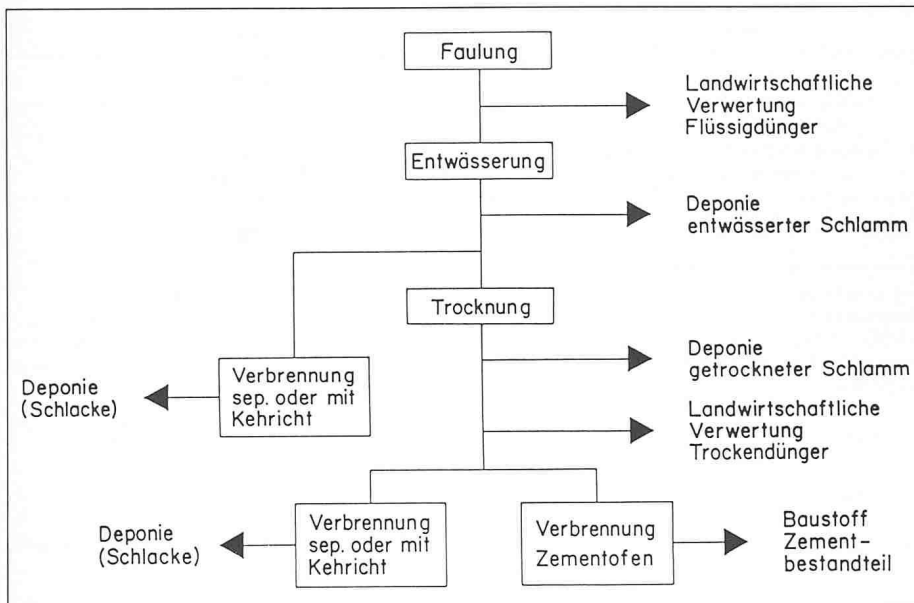 Faulung
Landwirtschaftliche
Verwertung
Flüssigdünger
Entwässerung
Deponie
entwässerter Schlamm
Trocknung
Deponie
getrockneter Schlamm
Deponie
(Schlacke)
Verbrennung
sep. oder mit
Kehricht
Landwirtschaftliche
Verwertung
Trockendünger
Deponie
(Schlacke)
Verbrennung
sep. oder mit
Kehricht
Verbrennung
Zementofen
Baustoff
Zement-
bestandteil